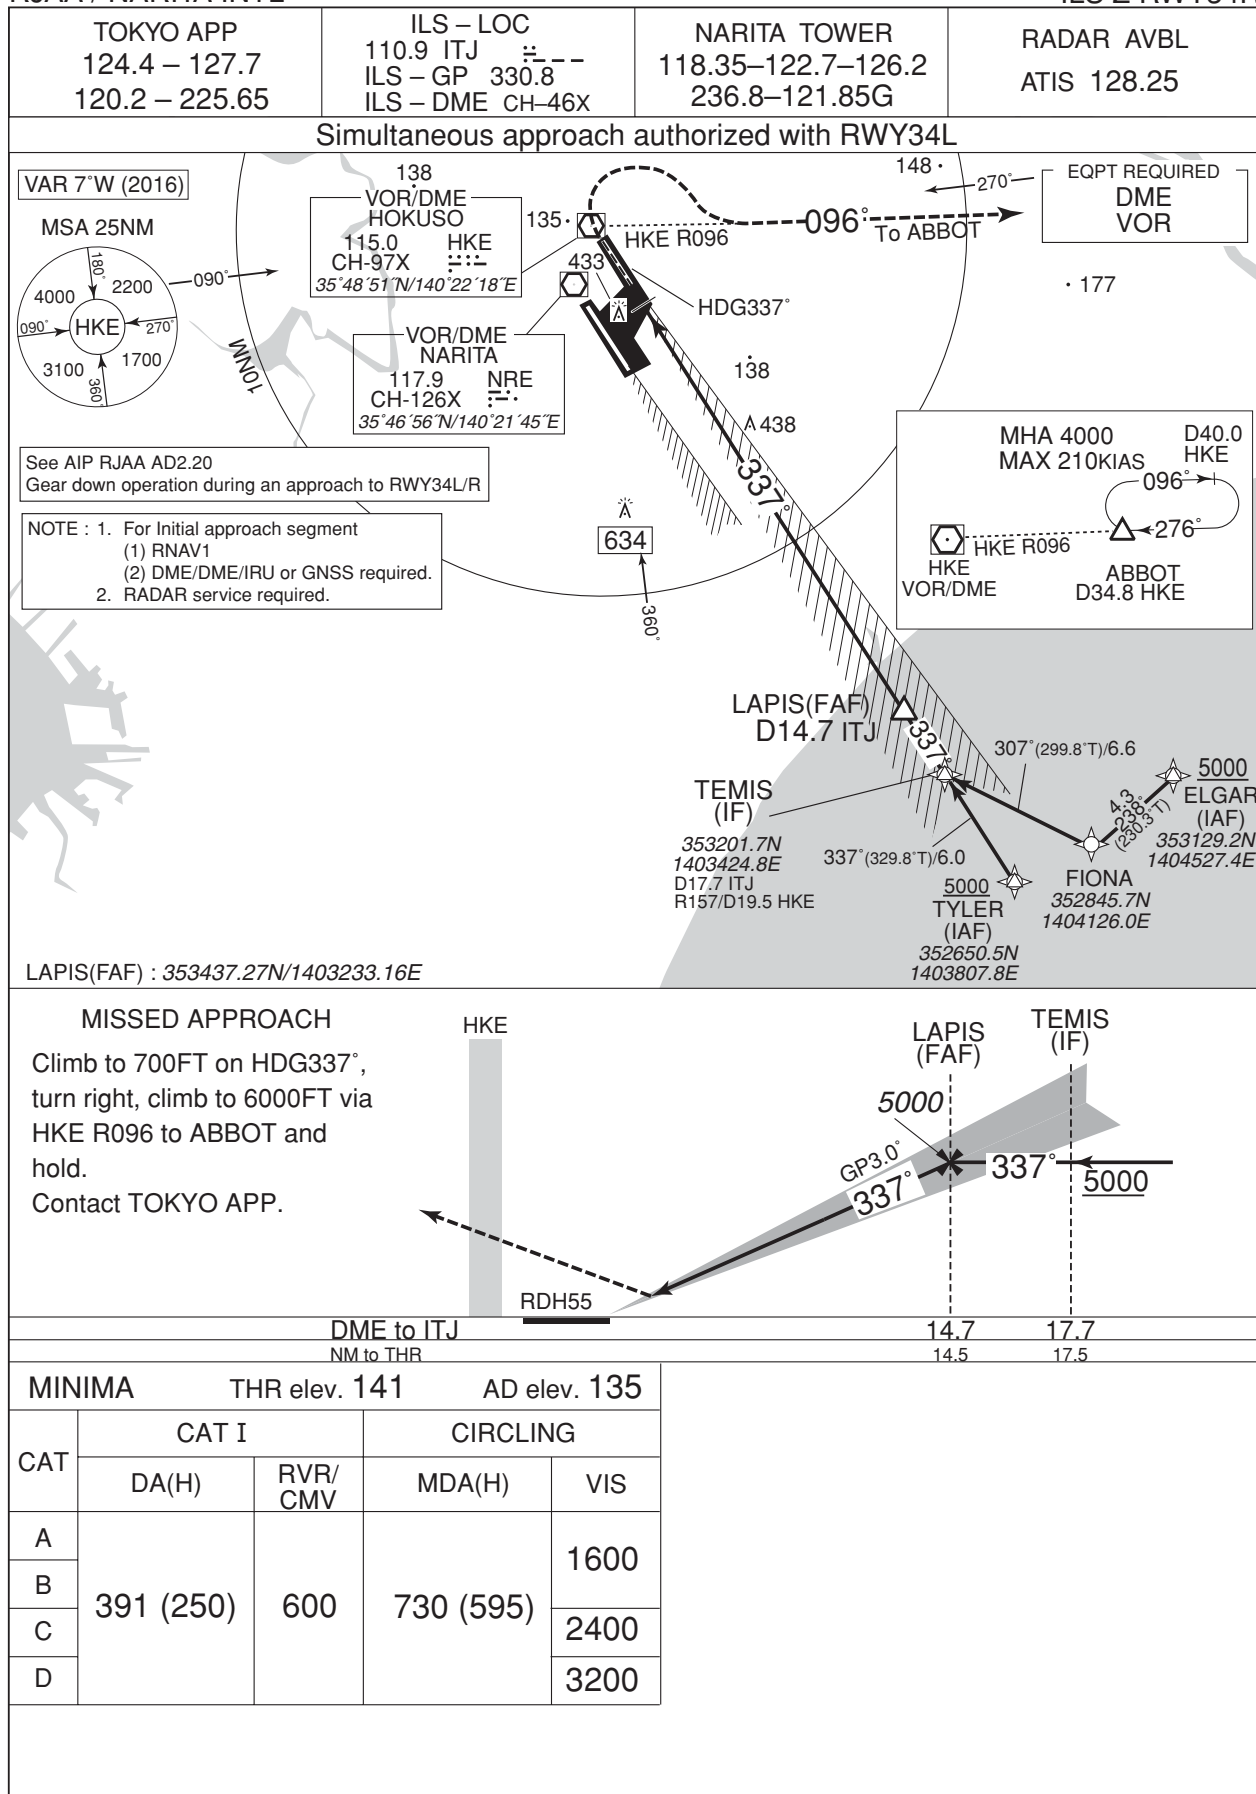 TOKYO APP
124.4 – 127.7
120.2 – 225.65
ILS – LOC
110.9 ITJ
ILS – GP 330.8
ILS – DME CH–46X
NARITA TOWER
118.35–122.7–126.2
236.8–121.85G
RADAR AVBL
ATIS 128.25
Simultaneous approach authorized with RWY34L
VAR 7°W (2016)
MSA 25NM
180°
4000
2200
090°
HKE
270°
3100
1700
360°
090°
10NM
138
VOR/DME
HOKUSO
115.0 HKE
CH-97X
35°48´51˝N/140°22´18˝E
VOR/DME
NARITA
117.9 NRE
CH-126X
35°46´56˝N/140°21´45˝E
135
433
HKE R096
096°
To ABBOT
HDG337°
148
270°
EQPT REQUIRED
DME
VOR
177
138
438
337°
See AIP RJAA AD2.20
Gear down operation during an approach to RWY34L/R
NOTE : 1. For Initial approach segment
(1) RNAV1
(2) DME/DME/IRU or GNSS required.
2. RADAR service required.
634
360°
MHA 4000
MAX 210KIAS
D40.0
HKE
096°
276°
HKE R096
HKE
VOR/DME
ABBOT
D34.8 HKE
LAPIS(FAF)
D14.7 ITJ
337°
TEMIS
(IF)
353201.7N
1403424.8E
D17.7 ITJ
R157/D19.5 HKE
307°(299.8°T)/6.6
337°(329.8°T)/6.0
4.3
238°
(230.3°T)
5000
ELGAR
(IAF)
353129.2N
1404527.4E
FIONA
352845.7N
1404126.0E
5000
TYLER
(IAF)
352650.5N
1403807.8E
LAPIS(FAF) : 353437.27N/1403233.16E
MISSED APPROACH
Climb to 700FT on HDG337°,
turn right, climb to 6000FT via
HKE R096 to ABBOT and
hold.
Contact TOKYO APP.
HKE
LAPIS
(FAF)
TEMIS
(IF)
5000
GP3.0°
337°
337°
5000
RDH55
DME to ITJ 14.7 17.7
NM to THR 14.5 17.5
MINIMA THR elev. 141 AD elev. 135
CAT
CAT I
CIRCLING
DA(H)
RVR/
CMV
MDA(H)
VIS
A
B
C
D
391 (250)
600
730 (595)
1600
2400
3200